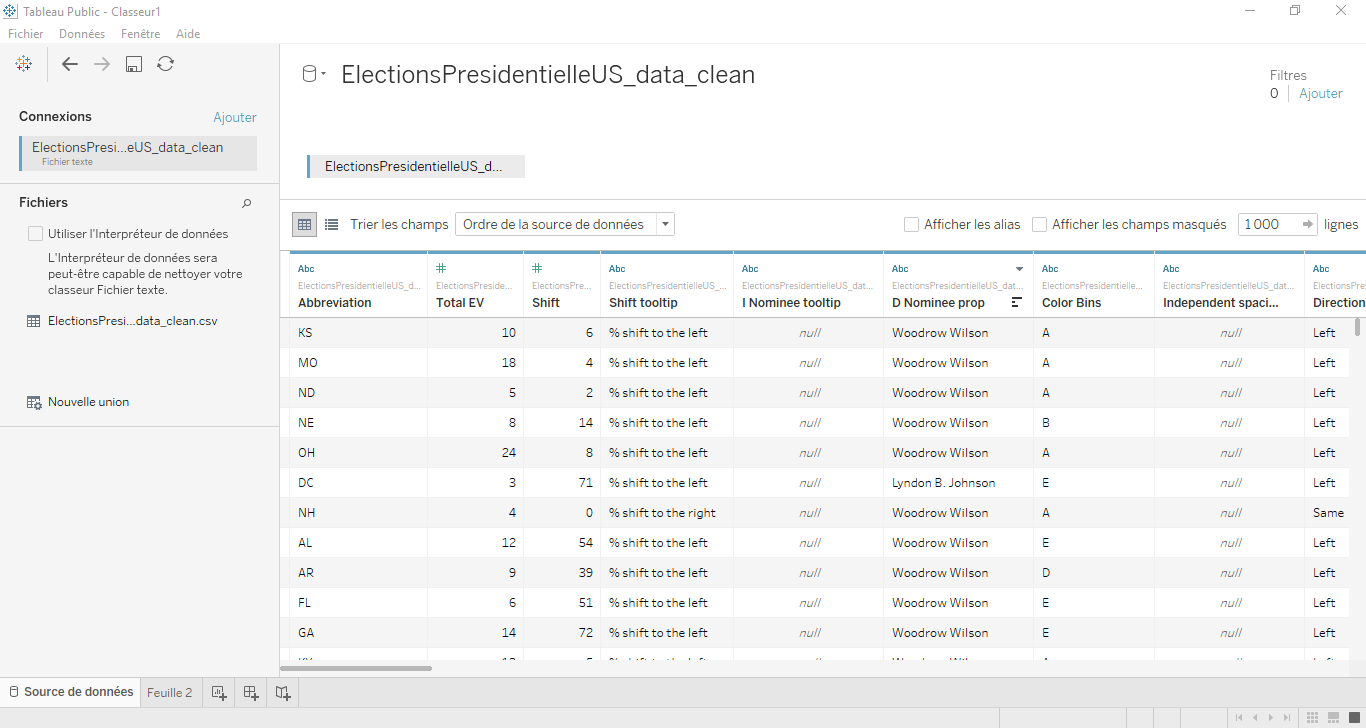 Tableau Public - Classeur1
Fichier Données Fenêtre Aide
Connexions Ajouter
ElectionsPresi...eUS_data_clean
Fichier texte
Fichiers
Utiliser l'Interpréteur de données
L'Interpréteur de données sera
peut-être capable de nettoyer votre
classeur Fichier texte.
ElectionsPresi...data_clean.csv
Nouvelle union
ElectionsPresidentielleUS_data_clean
Filtres
0 Ajouter
ElectionsPresidentielleUS_d...
Trier les champs Ordre de la source de données Afficher les alias Afficher les champs masqués 1 000 lignes
Abc Abc Abc Abc Abc Abc Abc
ElectionsPresidentielleUS_d... ElectionsPreside... ElectionsPre... ElectionsPresidentielleUS_... ElectionsPresidentielleUS_dat... ElectionsPresidentielleUS_dat... ElectionsPresidentielle... ElectionsPresidentielleUS_dat... ElectionsPres
Abbreviation Total EV Shift Shift tooltip I Nominee tooltip D Nominee prop Color Bins Independent spaci... Direction
KS 10 6 % shift to the left null Woodrow Wilson A null Left
MO 18 4 % shift to the left null Woodrow Wilson A null Left
ND 5 2 % shift to the left null Woodrow Wilson A null Left
NE 8 14 % shift to the left null Woodrow Wilson B null Left
OH 24 8 % shift to the left null Woodrow Wilson A null Left
DC 3 71 % shift to the left null Lyndon B. Johnson E null Left
NH 4 0 % shift to the right null Woodrow Wilson A null Same
AL 12 54 % shift to the left null Woodrow Wilson E null Left
AR 9 39 % shift to the left null Woodrow Wilson D null Left
FL 6 51 % shift to the left null Woodrow Wilson E null Left
GA 14 72 % shift to the left null Woodrow Wilson E null Left
Source de données Feuille 2